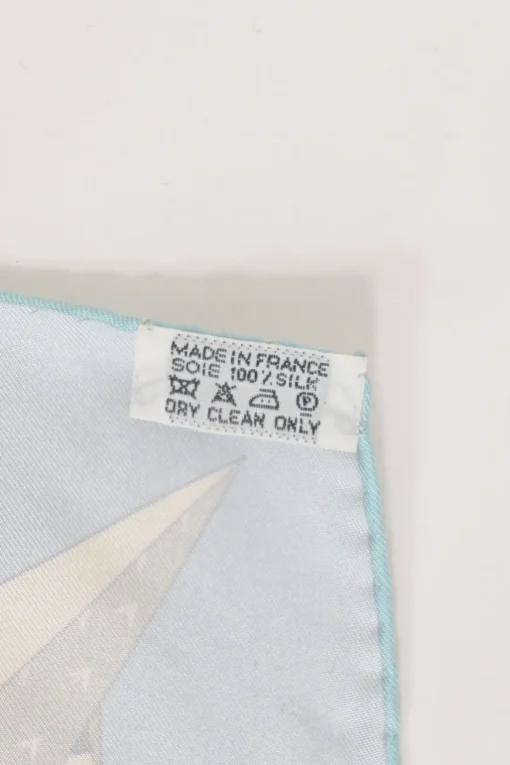 MADE IN FRANCE
SOIE 100% SILK
P
DRY CLEAN ONLY